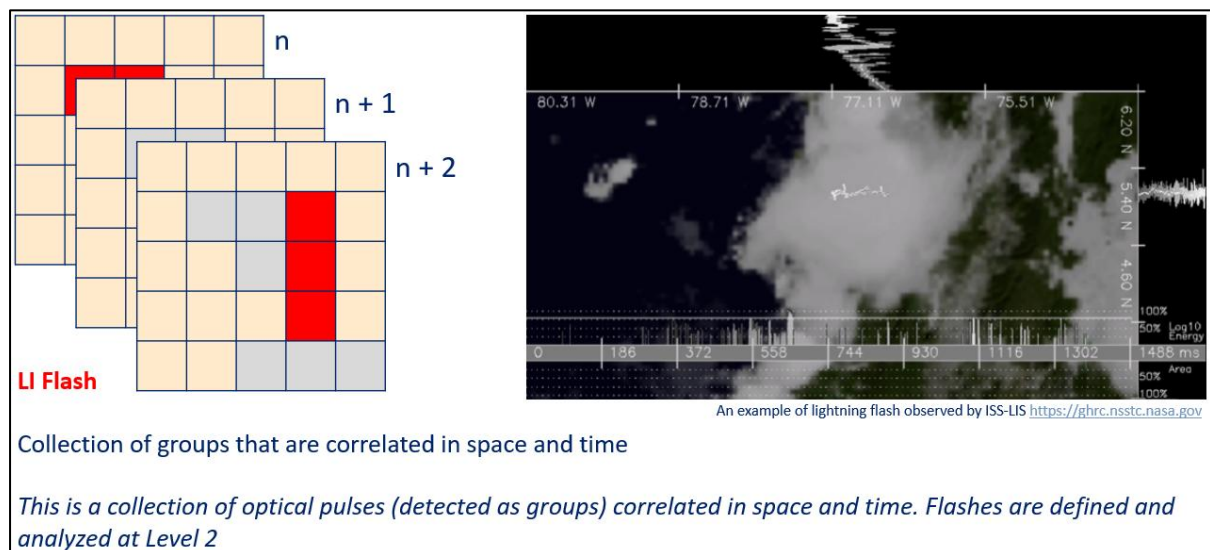 n
n + 1
n + 2
LI Flash
80.31 W 78.71 W 77.11 W 75.51 W
6.20 N
5.40 N
4.60 N
100%
50% Log10
Energy
0 186 372 558 744 930 1116 1302 1488 ms
Area
50%
100%
An example of lightning flash observed by ISS-LIS https://ghrc.nsstc.nasa.gov
Collection of groups that are correlated in space and time
This is a collection of optical pulses (detected as groups) correlated in space and time. Flashes are defined and
analyzed at Level 2